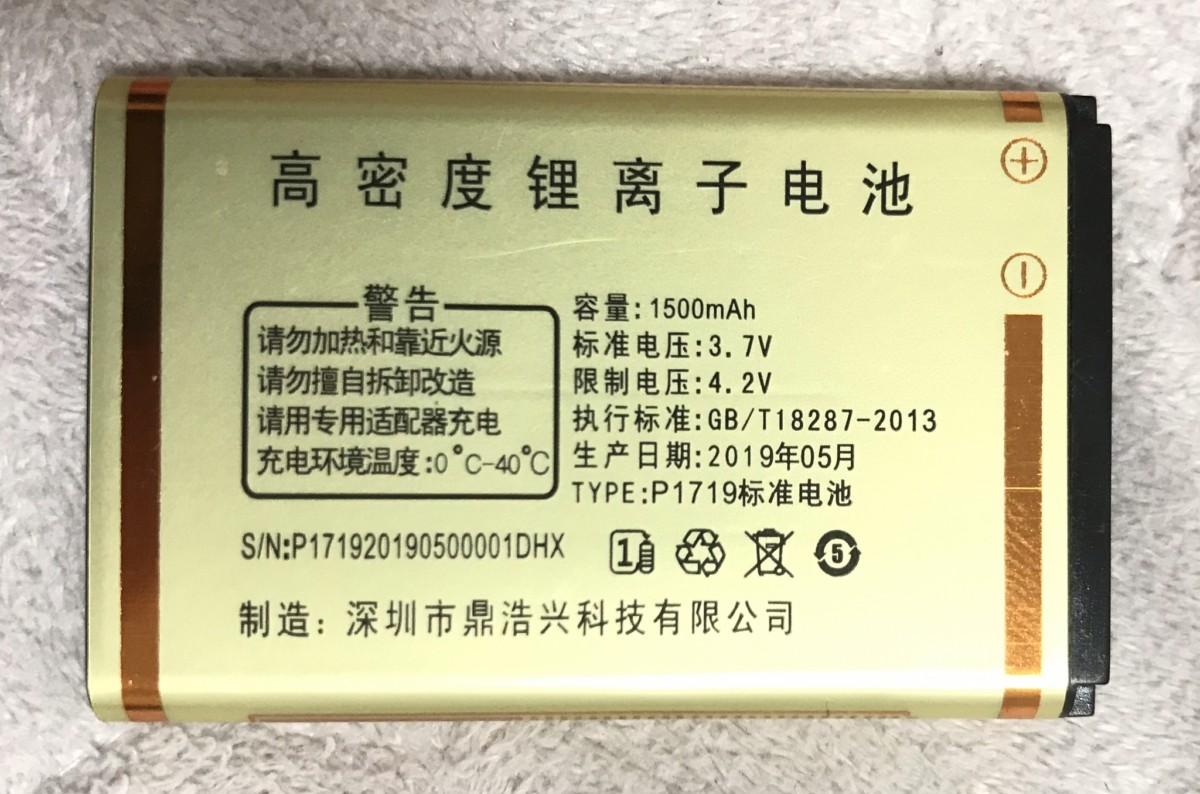 高密度锂离子电池
警告
请勿加热和靠近火源
请勿擅自拆卸改造
请用专用适配器充电
充电环境温度:0°C-40°C
容量:1500mAh
标准电压:3.7V
限制电压:4.2V
执行标准:GB/T18287-2013
生产日期:2019年05月
TYPE:P1719标准电池
S/N:P171920190500001DHX
1
5
制造：深圳市鼎浩兴科技有限公司
+
-